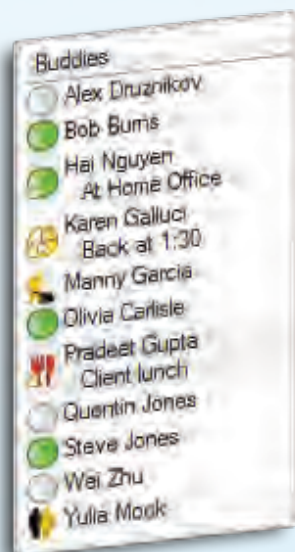 Buddies
Alex Druznikov
Bob Burns
Hai Nguyen
At Home Office
Karen Galluci
Back at 1:30
Manny Garcia
Olivia Carlisle
Pradeet Gupta
Client lunch
Quentin Jones
Steve Jones
Wei Zhu
Yulia Mook